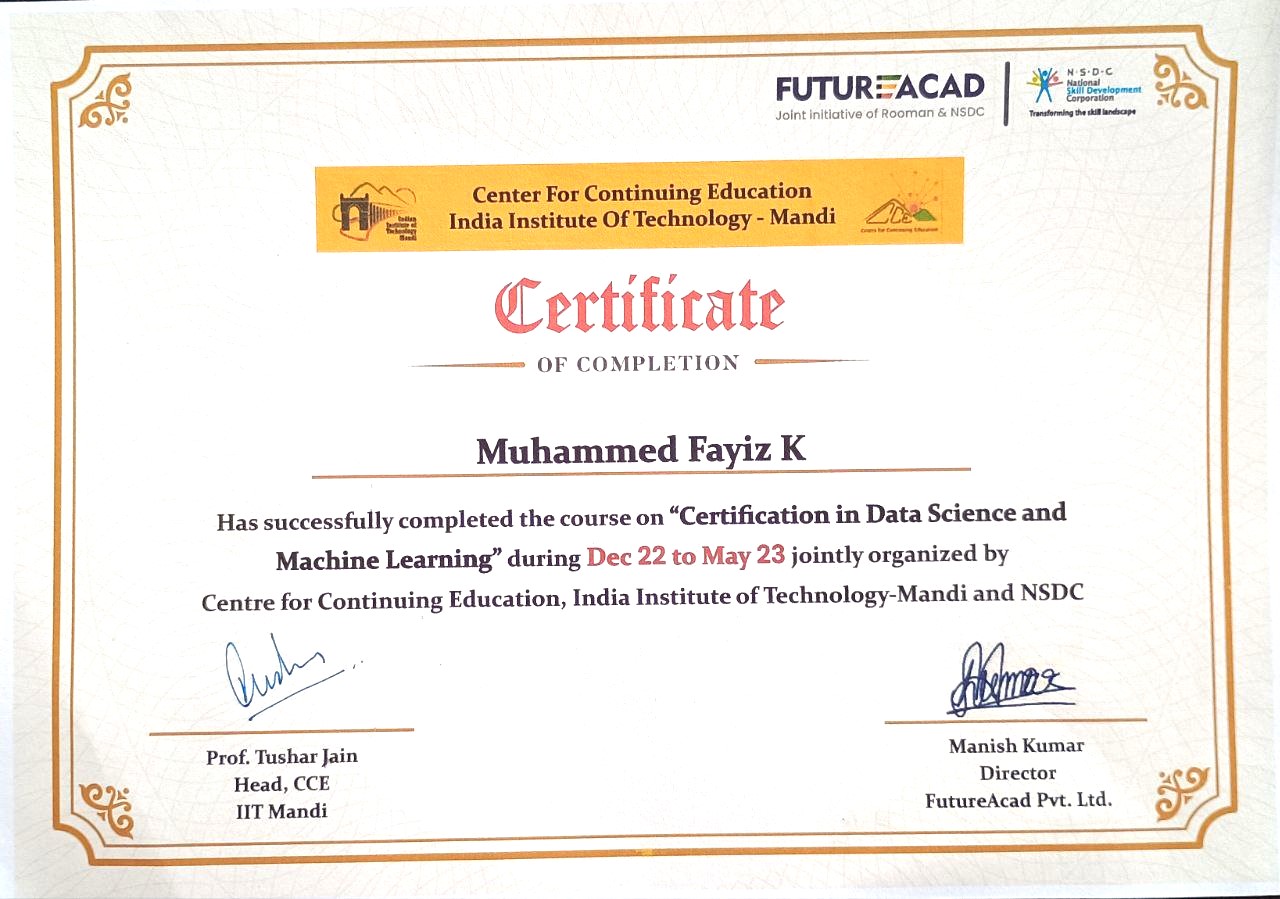 FUTUREACAD
Joint initiative of Rooman & NSDC
N·S·D·C
National
Skill Development
Corporation
Transforming the skill landscape
Indian
Institute of
Technology
Mandi
Center For Continuing Education
India Institute Of Technology - Mandi
CCE
Centre for Continuing Education
Certificate
OF COMPLETION
Muhammed Fayiz K
Has successfully completed the course on “Certification in Data Science and
Machine Learning” during Dec 22 to May 23 jointly organized by
Centre for Continuing Education, India Institute of Technology-Mandi and NSDC
Prof. Tushar Jain
Head, CCE
IIT Mandi
Manish Kumar
Director
FutureAcad Pvt. Ltd.